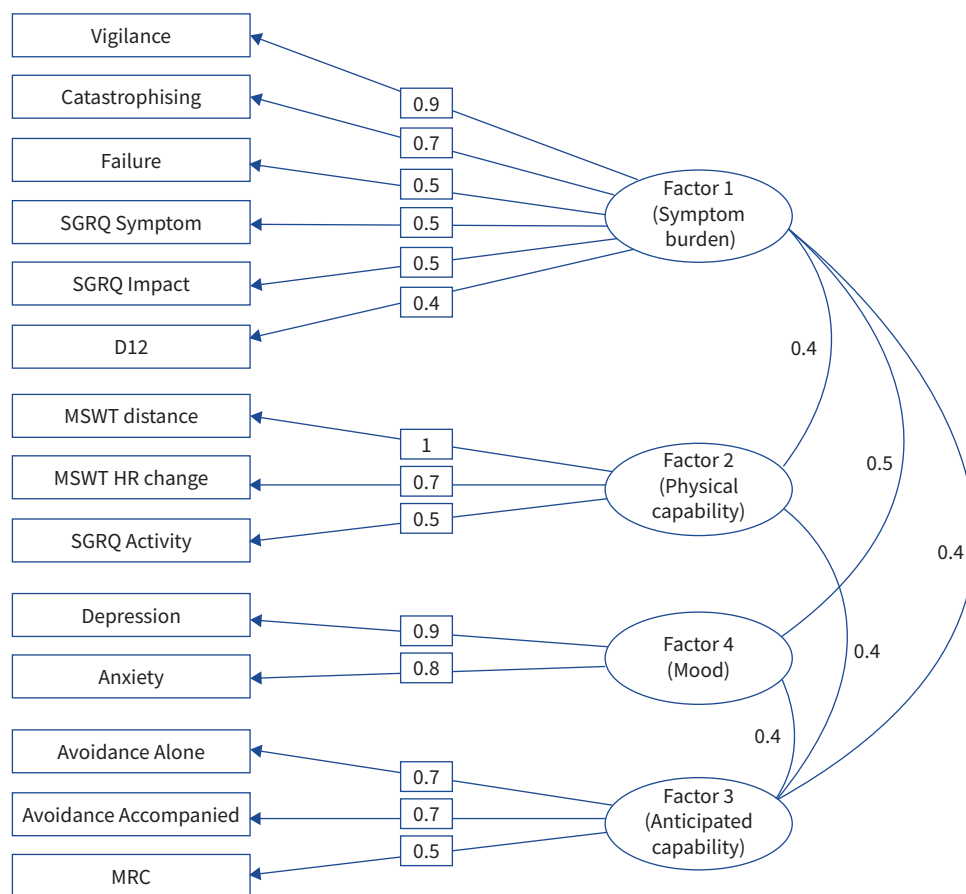 Vigilance
Catastrophising
Failure
SGRQ Symptom
SGRQ Impact
D12
MSWT distance
MSWT HR change
SGRQ Activity
Depression
Anxiety
Avoidance Alone
Avoidance Accompanied
MRC
0.9
0.7
0.5
0.5
0.5
0.4
1
0.7
0.5
0.9
0.8
0.7
0.7
0.5
Factor 1
(Symptom
burden)
Factor 2
(Physical
capability)
Factor 4
(Mood)
Factor 3
(Anticipated
capability)
0.4
0.5
0.4
0.4
0.4